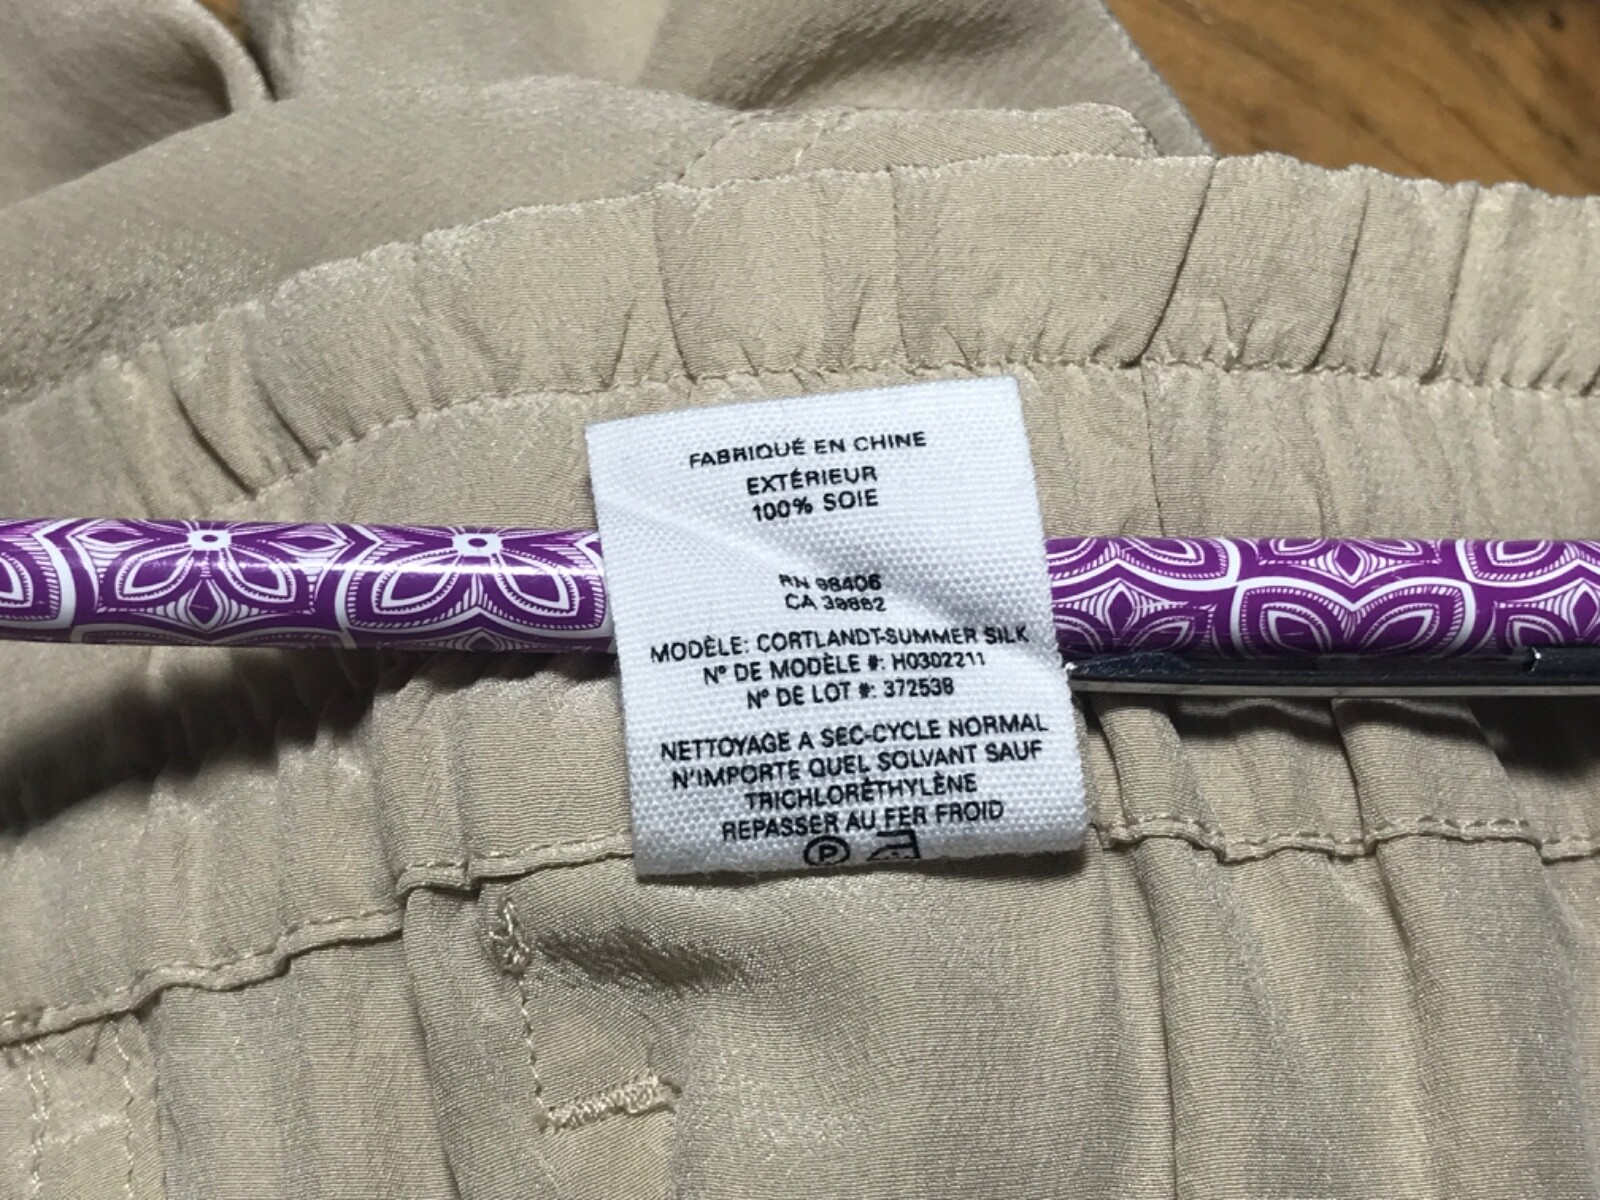 FABRIQUÉ EN CHINE
EXTÉRIEUR
100% SOIE
RN 98406
CA 39882
MODÈLE: CORTLANDT-SUMMER SILK
Nº DE MODÈLE #: H0302211
Nº DE LOT #: 372538
NETTOYAGE A SEC-CYCLE NORMAL
N'IMPORTE QUEL SOLVANT SAUF
TRICHLORÉTHYLÈNE
REPASSER AU FER FROID
P